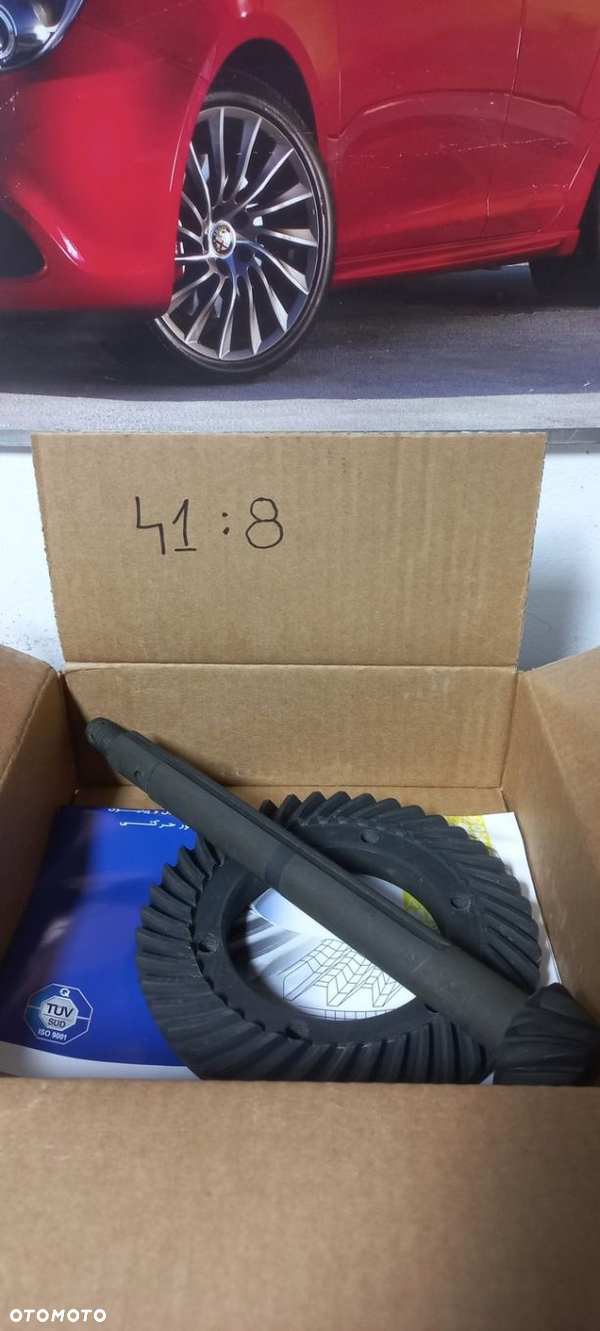 41 : 8
Q
TUV
SUD
ISO 9001
OTOMOTO